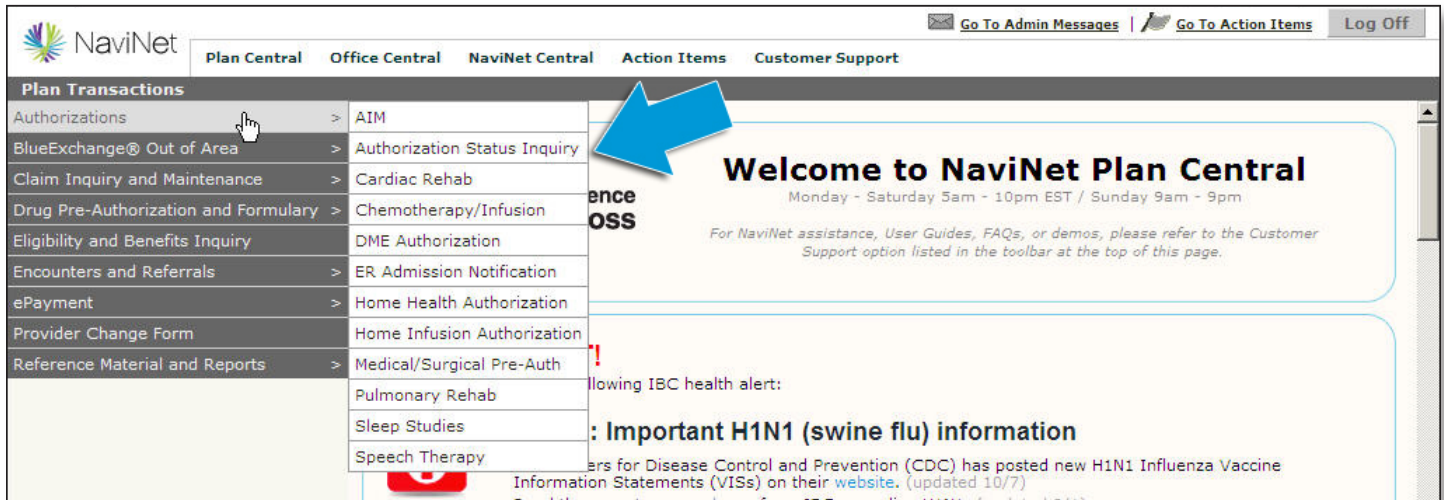 NaviNet
Go To Admin Messages | Go To Action Items Log Off
Plan Central Office Central NaviNet Central Action Items Customer Support
Plan Transactions
Authorizations >
BlueExchange® Out of Area >
Claim Inquiry and Maintenance >
Drug Pre-Authorization and Formulary >
Eligibility and Benefits Inquiry
Encounters and Referrals >
ePayment >
Provider Change Form
Reference Material and Reports >
AIM
Authorization Status Inquiry
Cardiac Rehab
Chemotherapy/Infusion
DME Authorization
ER Admission Notification
Home Health Authorization
Home Infusion Authorization
Medical/Surgical Pre-Auth
Pulmonary Rehab
Sleep Studies
Speech Therapy
ence
oss
Welcome to NaviNet Plan Central
Monday - Saturday 5am - 10pm EST / Sunday 9am - 9pm
For NaviNet assistance, User Guides, FAQs, or demos, please refer to the Customer
Support option listed in the toolbar at the top of this page.
!
llowing IBC health alert:
: Important H1N1 (swine flu) information
ers for Disease Control and Prevention (CDC) has posted new H1N1 Influenza Vaccine
Information Statements (VISs) on their website. (updated 10/7)